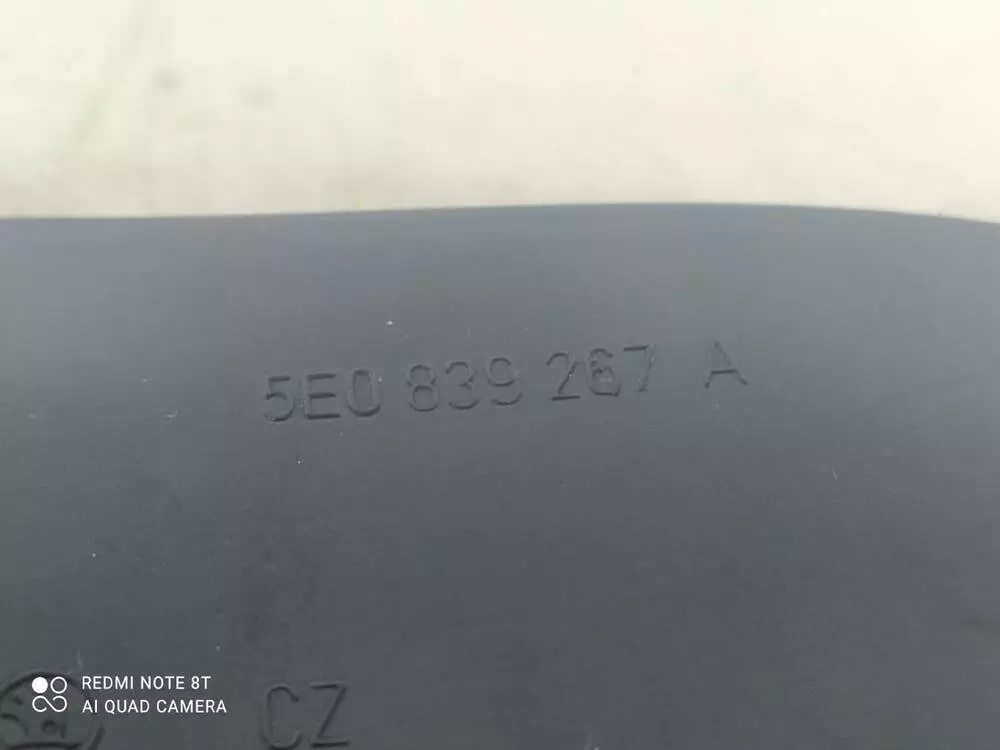 5E0 839 267 A
REDMI NOTE 8T
AI QUAD CAMERA
CZ